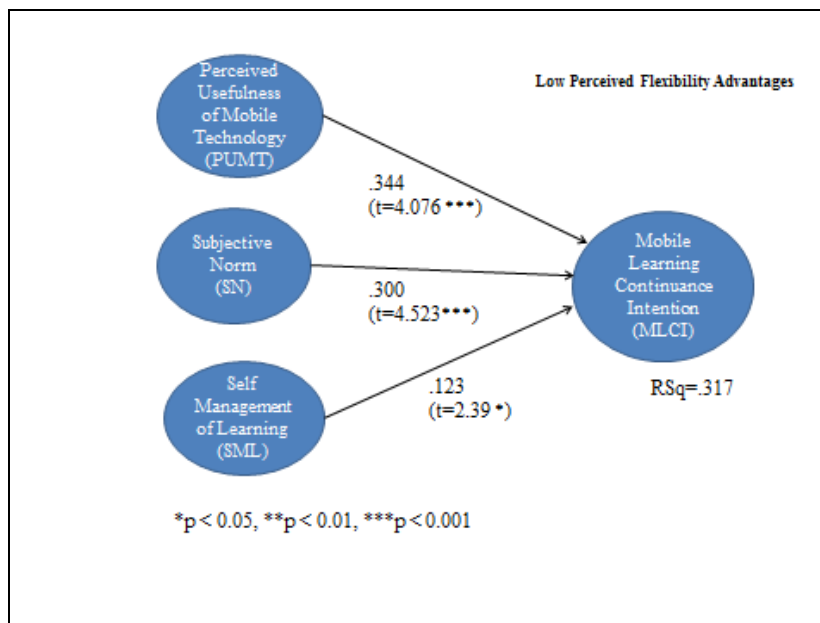 Perceived
Usefulness
of Mobile
Technology
(PUMT)
Low Perceived Flexibility Advantages
.344
(t=4.076 ***)
Subjective
Norm
(SN)
.300
(t=4.523***)
Mobile
Learning
Continuance
Intention
(MLCI)
RSq=.317
Self
Management
of Learning
(SML)
.123
(t=2.39 *)
*p < 0.05, **p < 0.01, ***p < 0.001